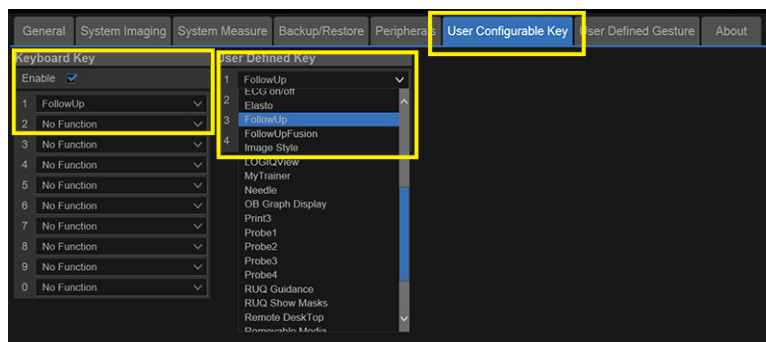 General System Imaging System Measure Backup/Restore Peripherals User Configurable Key User Defined Gesture About
Keyboard Key
Enable
1 FollowUp
2 No Function
3 No Function
4 No Function
5 No Function
6 No Function
7 No Function
8 No Function
9 No Function
0 No Function
User Defined Key
1 FollowUp
2
3
4
ECG on/off
Elasto
FollowUp
FollowUpFusion
Image Style
LOGIQView
MyTrainer
Needle
OB Graph Display
Print3
Probe1
Probe2
Probe3
Probe4
RUQ Guidance
RUQ Show Masks
Remote DeskTop
Removable Media